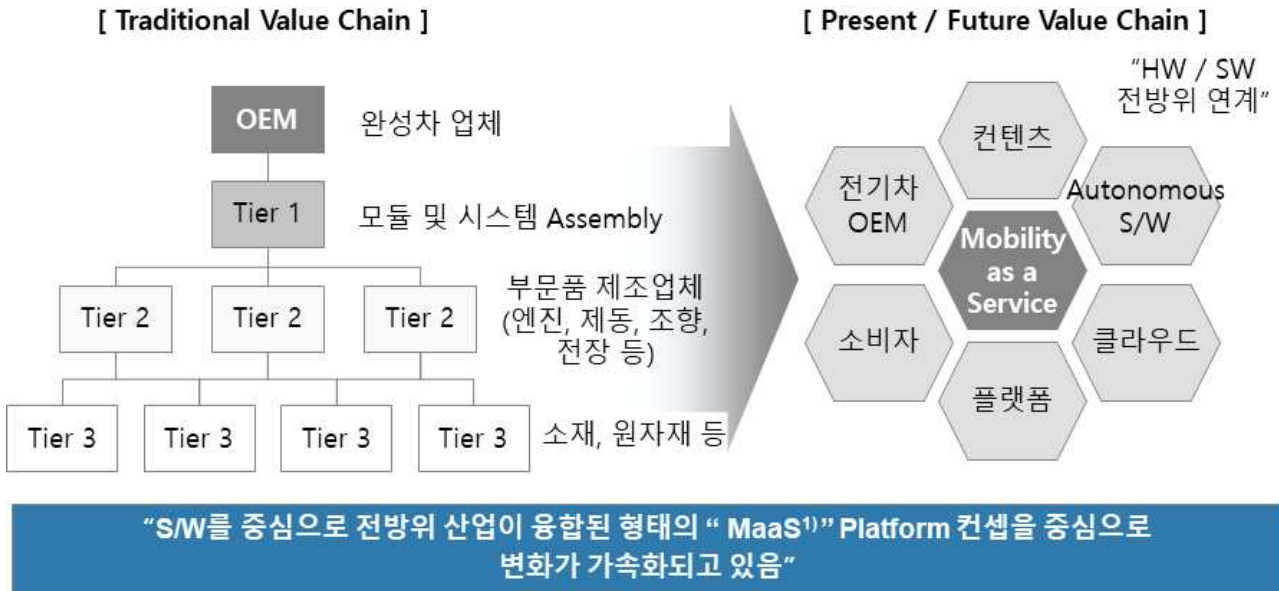 [ Traditional Value Chain ]
OEM
완성차 업체
Tier 1
모듈 및 시스템 Assembly
Tier 2
Tier 2
Tier 2
부문품 제조업체
(엔진, 제동, 조향,
전장 등)
Tier 3
Tier 3
Tier 3
Tier 3
소재, 원자재 등
[ Present / Future Value Chain ]
“HW / SW
전방위 연계”
컨텐츠
전기차
OEM
Autonomous
S/W
Mobility
as a
Service
소비자
클라우드
플랫폼
“S/W를 중심으로 전방위 산업이 융합된 형태의 “ MaaS¹⁾” Platform 컨셉을 중심으로
변화가 가속화되고 있음”